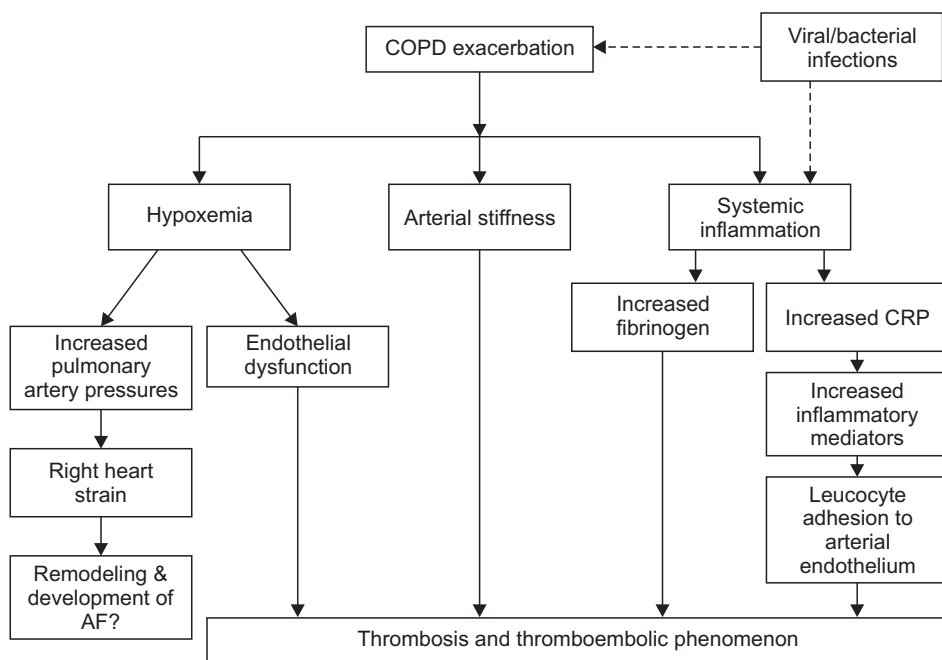 COPD exacerbation
Viral/bacterial
infections
Hypoxemia
Arterial stiffness
Systemic
inflammation
Increased
pulmonary
artery pressures
Endothelial
dysfunction
Increased
fibrinogen
Increased CRP
Increased
inflammatory
mediators
Right heart
strain
Leucocyte
adhesion to
arterial
endothelium
Remodeling &
development of
AF?
Thrombosis and thromboembolic phenomenon